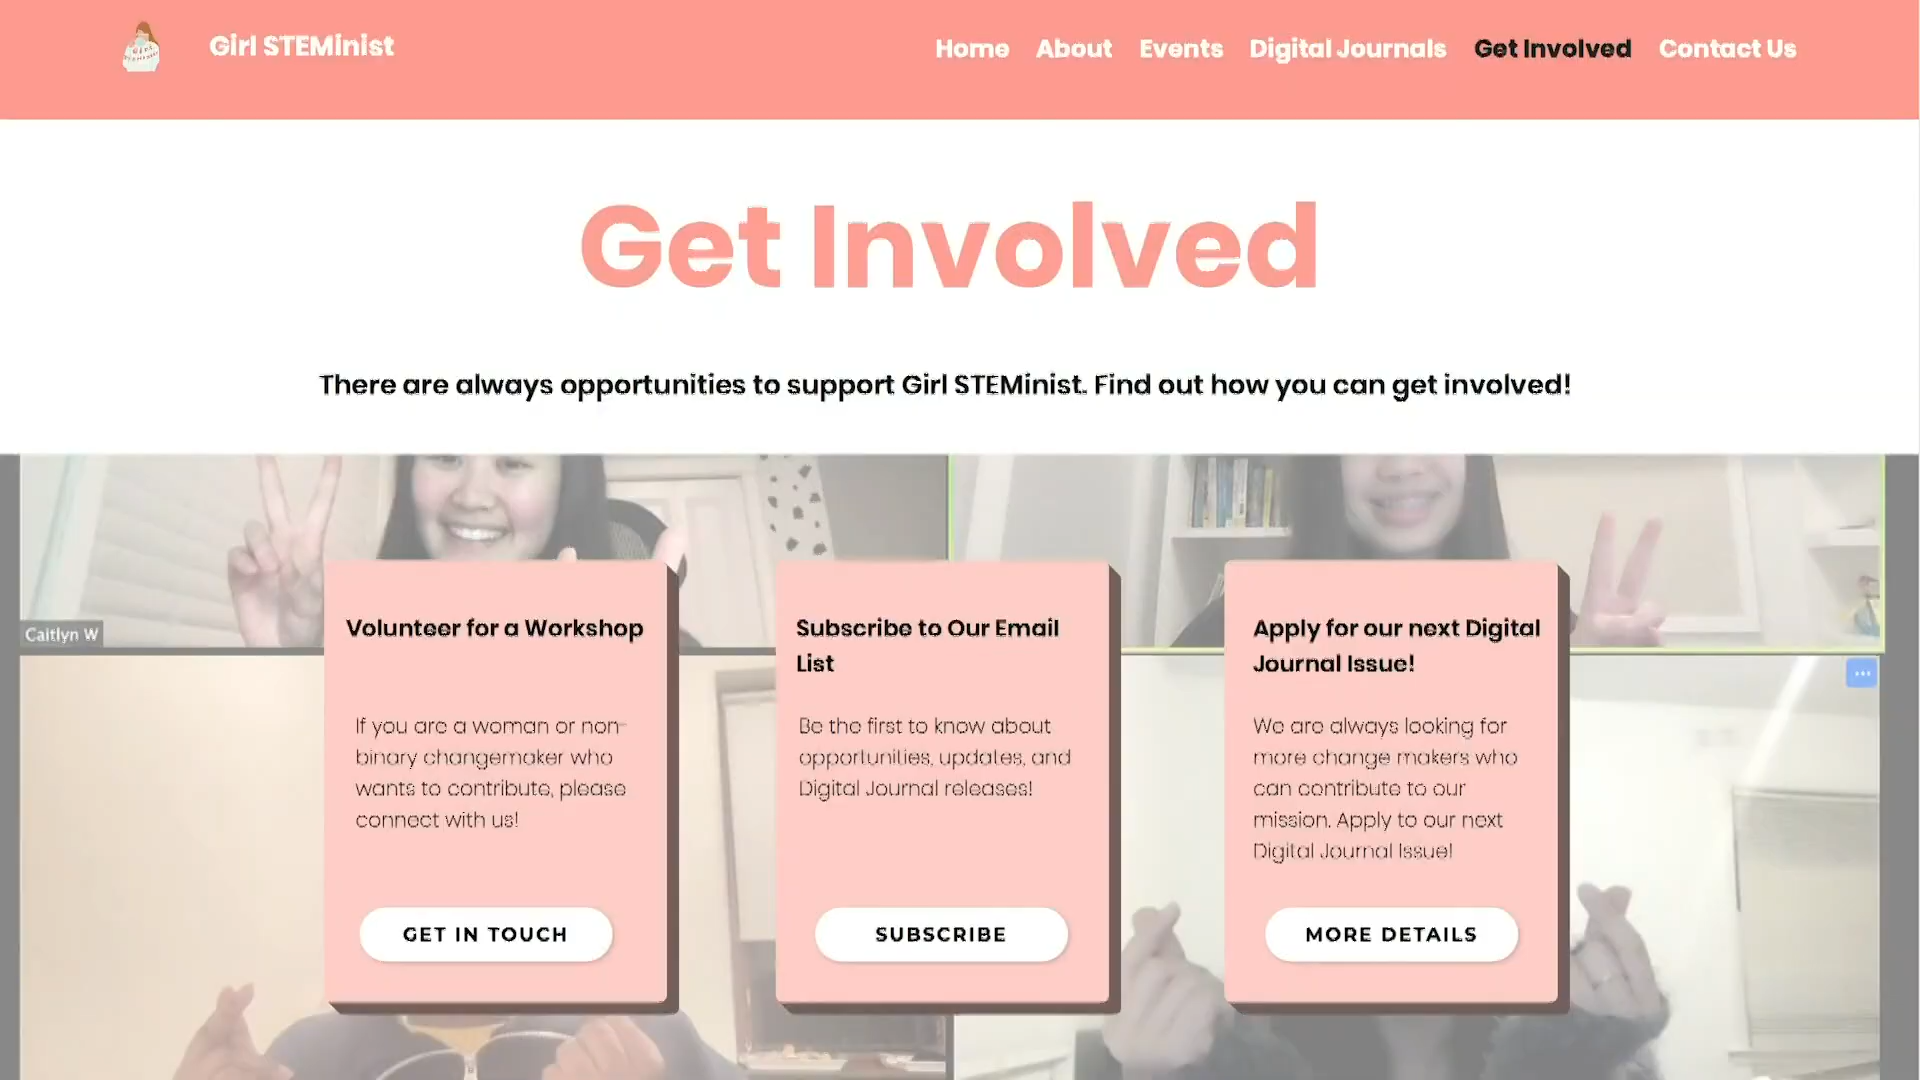 Girl STEMinist
Home About Events Digital Journals Get Involved Contact Us
Get Involved
There are always opportunities to support Girl STEMinist. Find out how you can get involved!
Caitlyn W
Volunteer for a Workshop
If you are a woman or non-
binary changemaker who
wants to contribute, please
connect with us!
GET IN TOUCH
Subscribe to Our Email
List
Be the first to know about
opportunities, updates, and
Digital Journal releases!
SUBSCRIBE
Apply for our next Digital
Journal Issue!
We are always looking for
more change makers who
can contribute to our
mission. Apply to our next
Digital Journal Issue!
MORE DETAILS